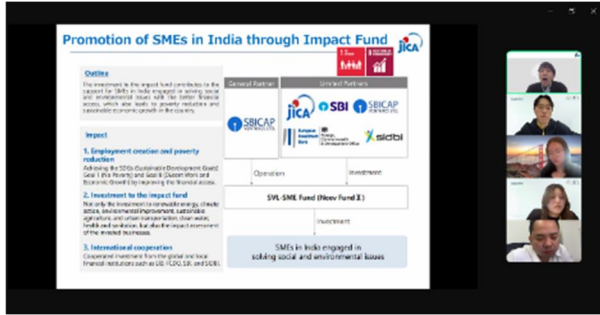 Promotion of SMEs in India through Impact Fund
JICA
Outline
The investment to the impact fund contributes to the
support for SMEs in India engaged in solving social
and environmental issues with the better financial
access, which also leads to poverty reduction and
sustainable economic growth in the country.
Impact
1. Employment creation and poverty
reduction
Achieving the SDGs (Sustainable Development Goals)
Goal 1 (No Poverty) and Goal 8 (Decent Work and
Economic Growth) by improving the financial access.
2. Investment to the impact fund
Not only the investment to renewable energy, climate
action, environmental improvement, sustainable
agriculture, and urban transportation, clean water,
health and sanitation, but also the impact assessment
of the invested businesses.
3. International cooperation
Cooperated investment from the global and local
financial institutions such as EIB, FCDO, SBI, and SIDBI.
General Partner
Limited Partners
SBICAP
JICA
SBI
SBICAP
European
Investment
Bank
Foreign,
Commonwealth
& Development Office
sidbi
Operation
Investment
SVL-SME Fund (Neev Fund II)
Investment
SMEs in India engaged in
solving social and environmental issues